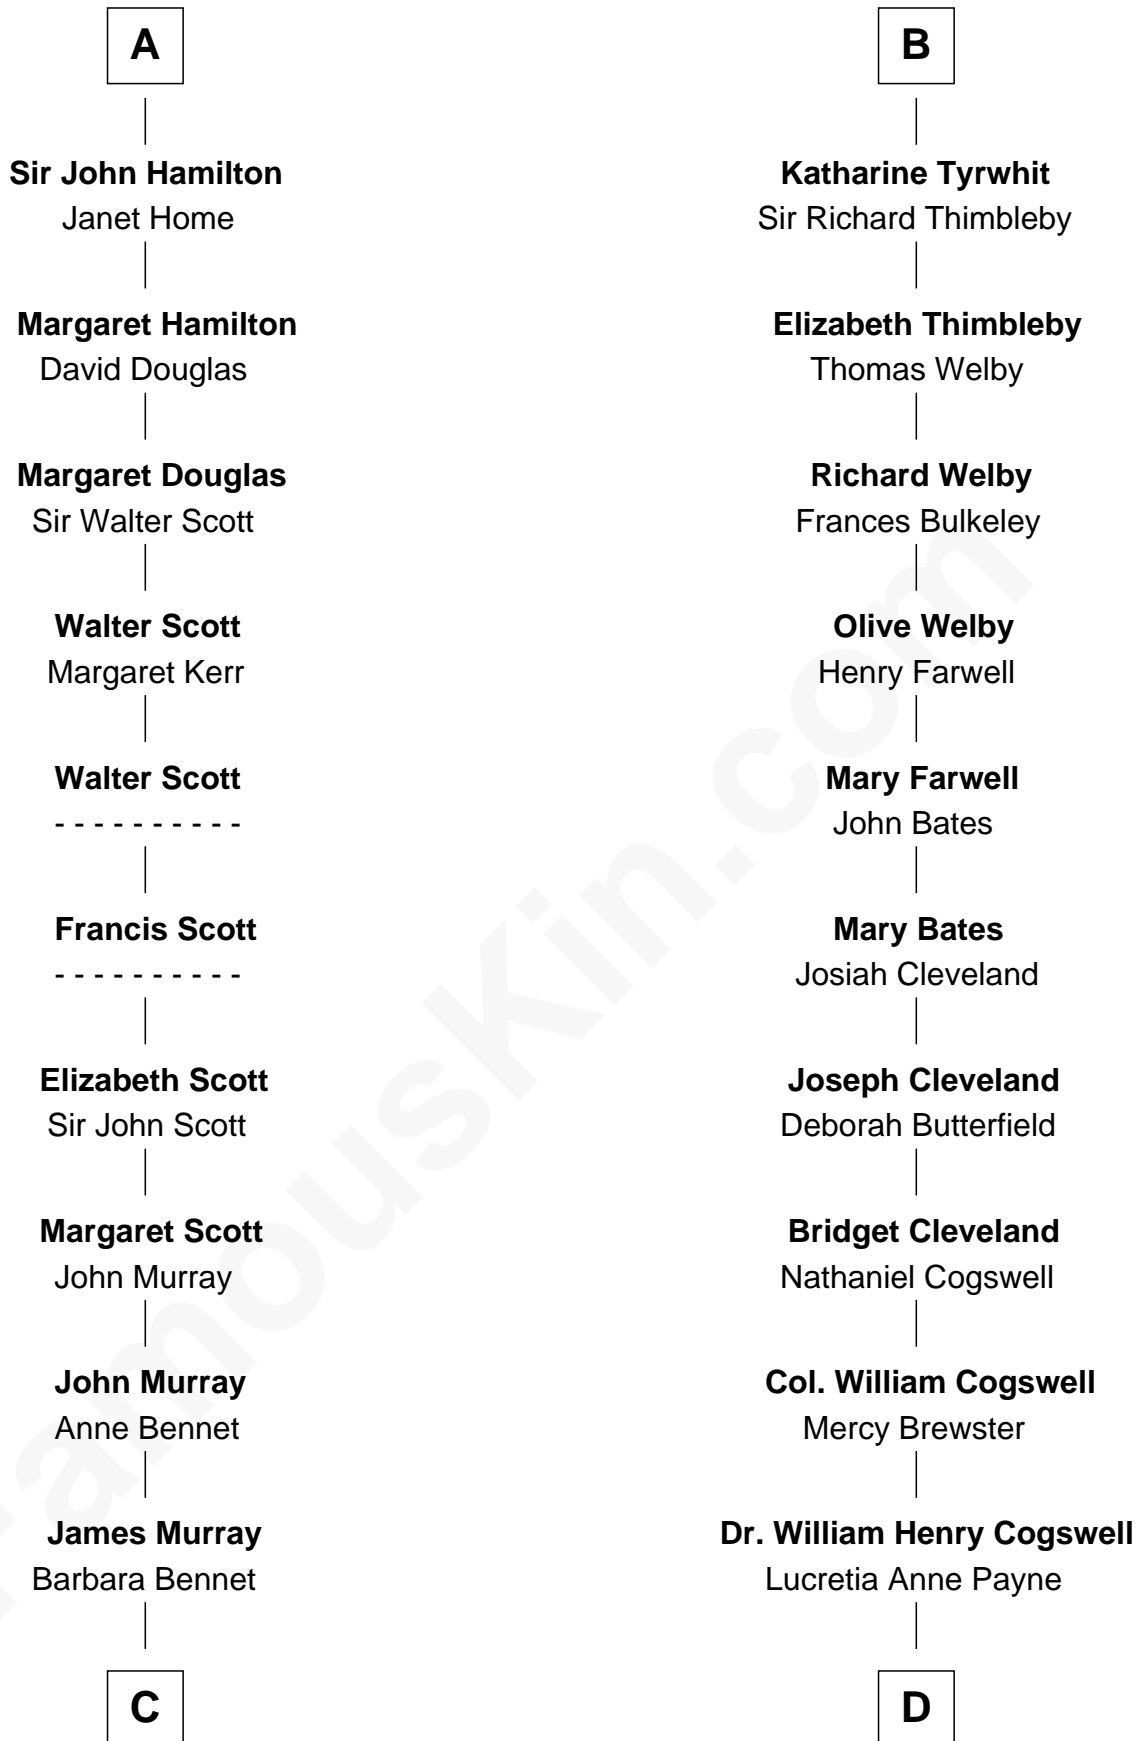 A
Sir John Hamilton
Janet Home
Margaret Hamilton
David Douglas
Margaret Douglas
Sir Walter Scott
Walter Scott
Margaret Kerr
Walter Scott
- - - - - - - - - -
Francis Scott
- - - - - - - - - -
Elizabeth Scott
Sir John Scott
Margaret Scott
John Murray
John Murray
Anne Bennet
James Murray
Barbara Bennet
C
B
Katharine Tyrwhit
Sir Richard Thimbleby
Elizabeth Thimbleby
Thomas Welby
Richard Welby
Frances Bulkeley
Olive Welby
Henry Farwell
Mary Farwell
John Bates
Mary Bates
Josiah Cleveland
Joseph Cleveland
Deborah Butterfield
Bridget Cleveland
Nathaniel Cogswell
Col. William Cogswell
Mercy Brewster
Dr. William Henry Cogswell
Lucretia Anne Payne
D
FamousKin.com